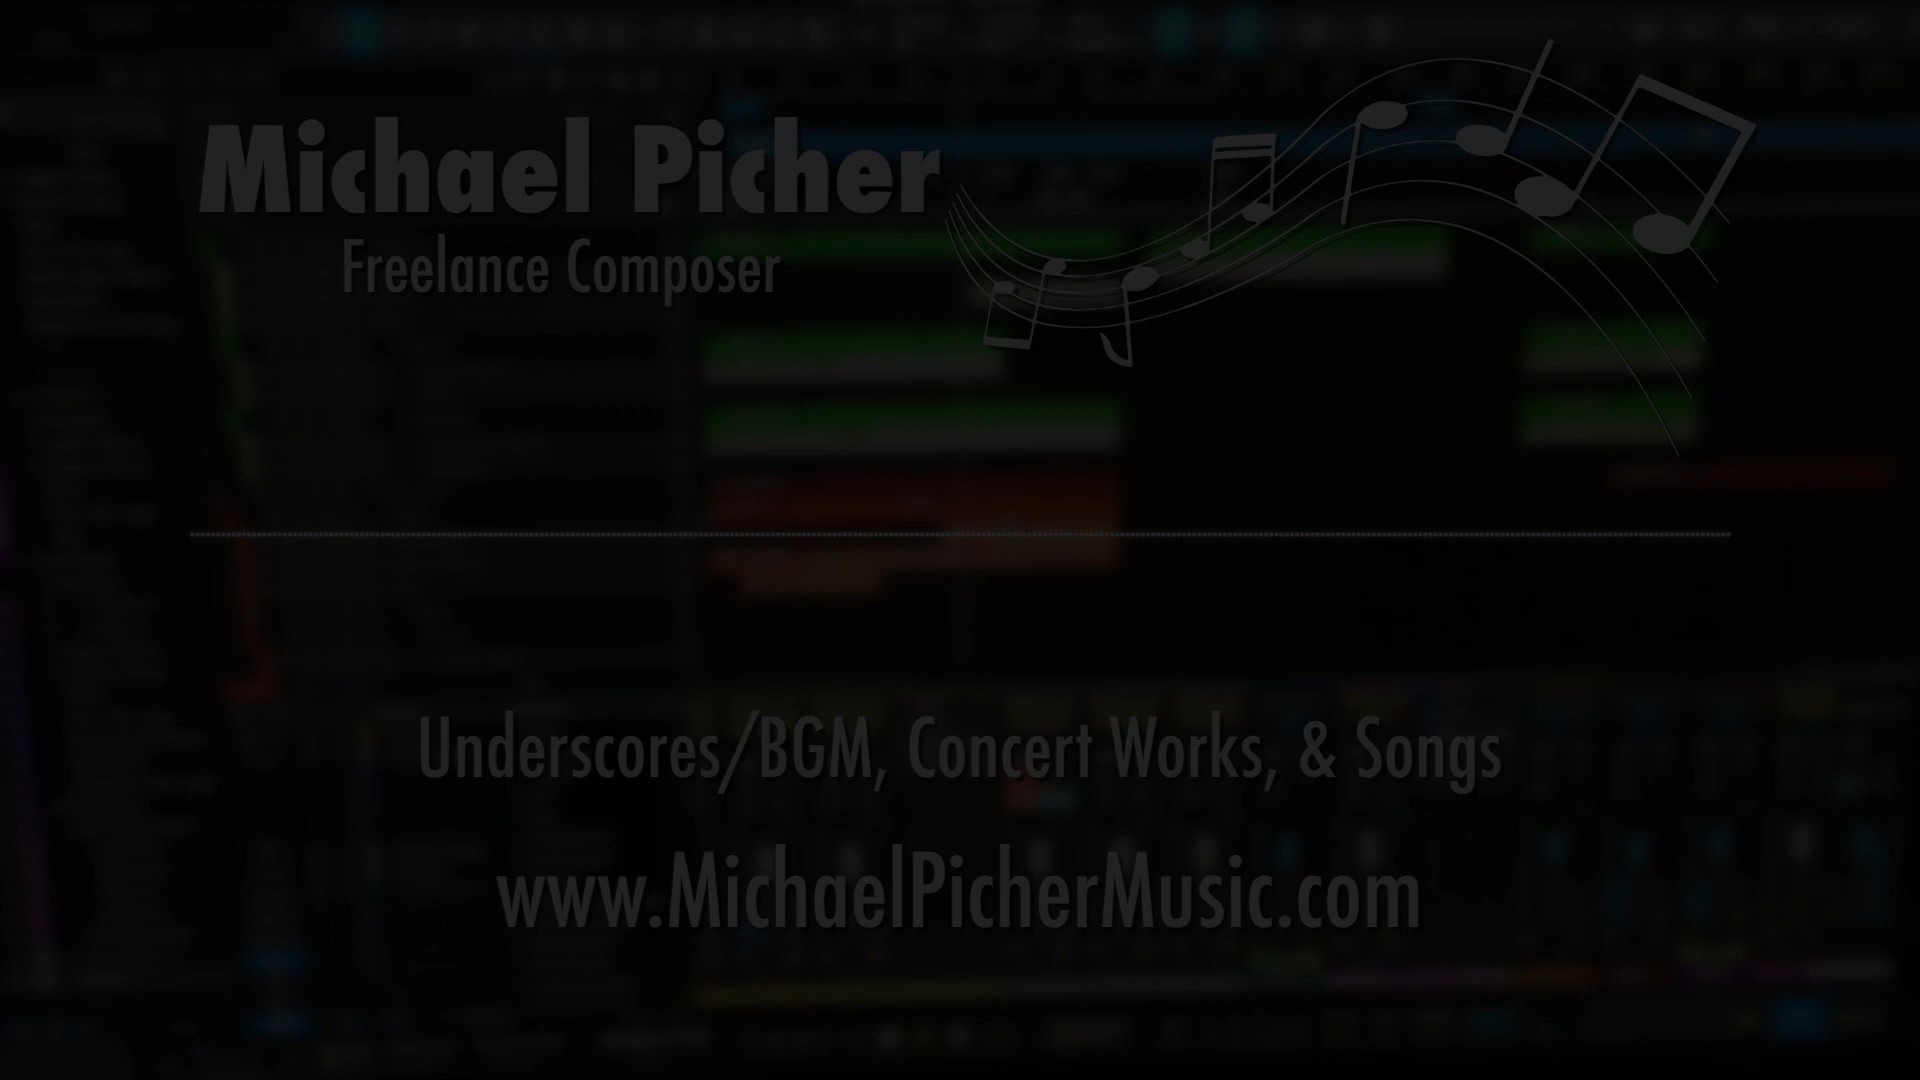 Michael Picher
Freelance Composer
Underscores/BGM, Concert Works, & Songs
www.MichaelPicherMusic.com